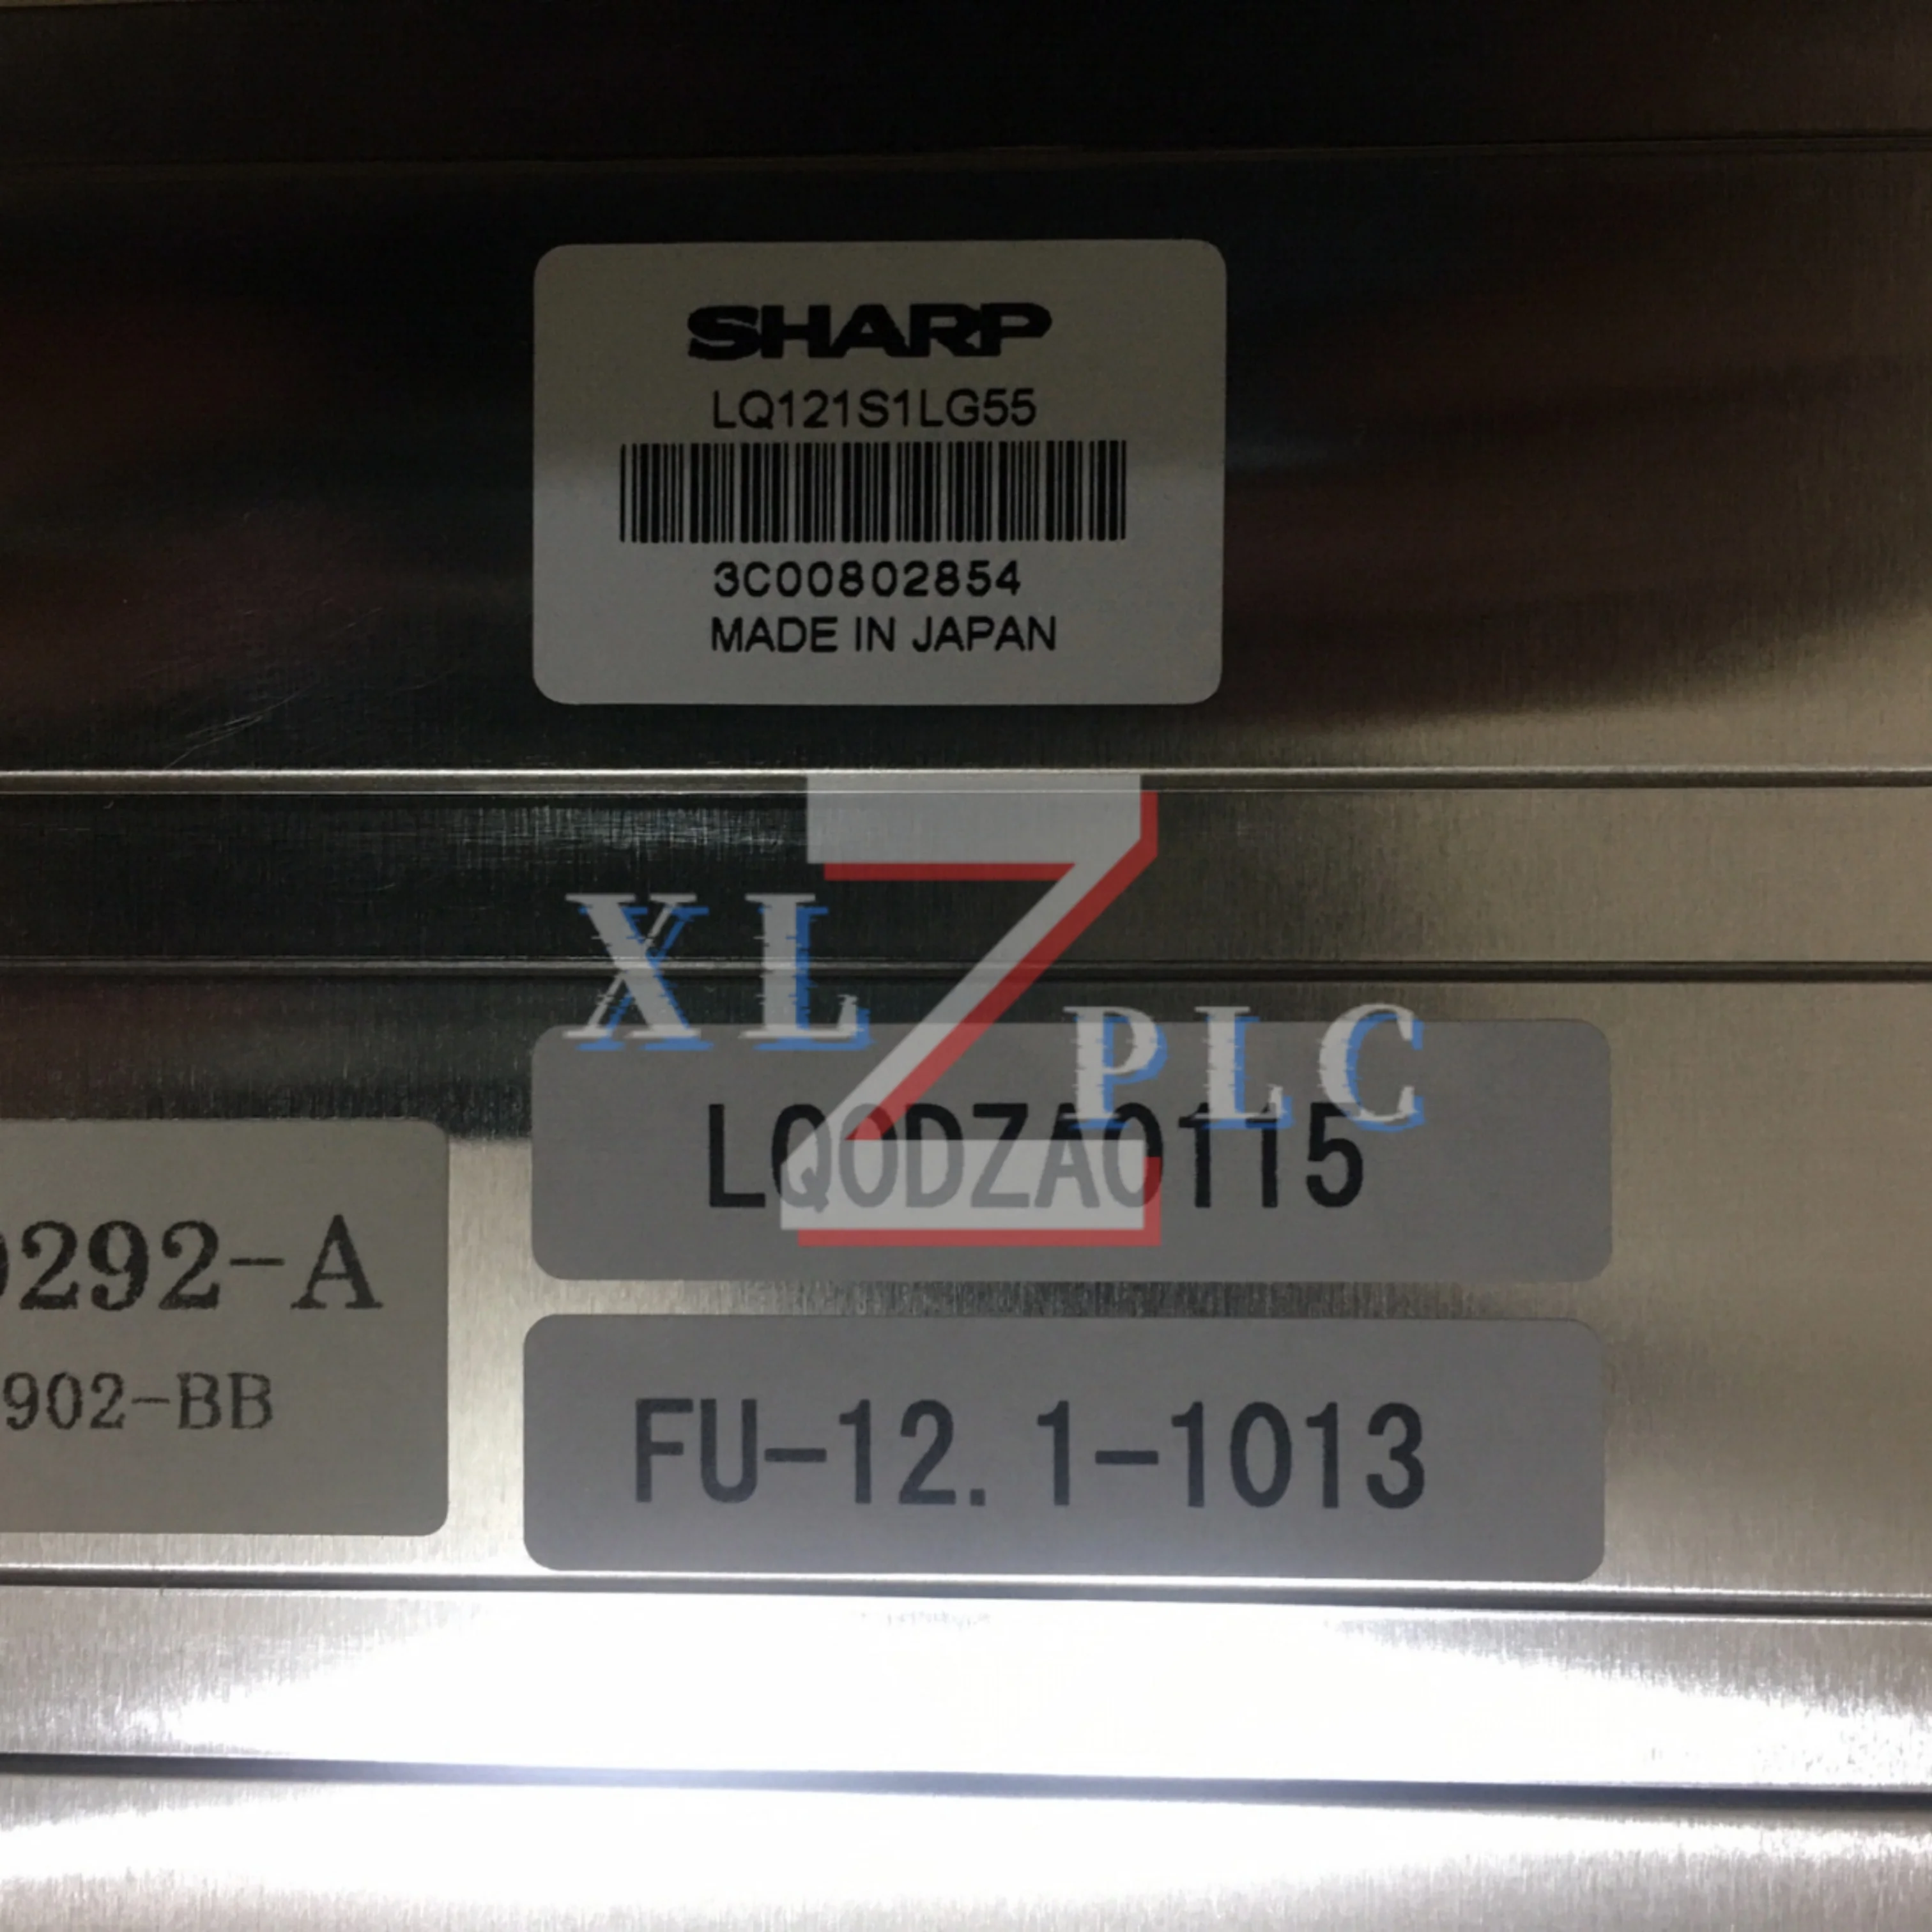 SHARP
LQ121S1LG55
3C00802854
MADE IN JAPAN
XLZ PLC
LQ0DZA0115
0292-A
902-BB
FU-12.1-1013